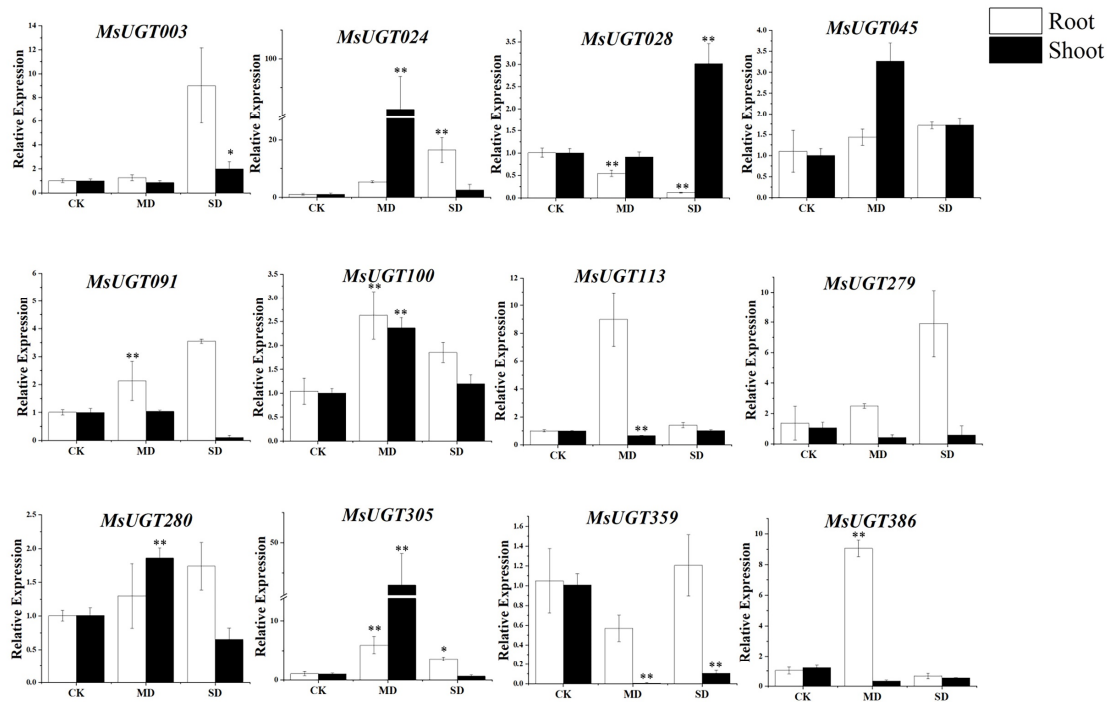 MsUGT003
Relative Expression
14
12
10
8
6
4
2
0
*
CK MD SD
MsUGT024
Relative Expression
100
20
0
**
**
CK MD SD
MsUGT028
Relative Expression
3.5
3.0
2.5
2.0
1.5
1.0
0.5
0.0
**
**
**
CK MD SD
MsUGT045
Relative Expression
4.0
3.5
3.0
2.5
2.0
1.5
1.0
0.5
0.0
CK MD SD
Root
Shoot
MsUGT091
Relative Expression
6
5
4
3
2
1
0
**
CK MD SD
MsUGT100
Relative Expression
3.5
3.0
2.5
2.0
1.5
1.0
0.5
0.0
**
**
CK MD SD
MsUGT113
Relative Expression
12
10
8
6
4
2
0
**
CK MD SD
MsUGT279
Relative Expression
10
8
6
4
2
0
CK MD SD
MsUGT280
Relative Expression
2.5
2.0
1.5
1.0
0.5
0.0
**
CK MD SD
MsUGT305
Relative Expression
50
10
0
**
**
*
CK MD SD
MsUGT359
Relative Expression
1.6
1.4
1.2
1.0
0.8
0.6
0.4
0.2
0.0
**
**
CK MD SD
MsUGT386
Relative Expression
10
8
6
4
2
0
**
CK MD SD